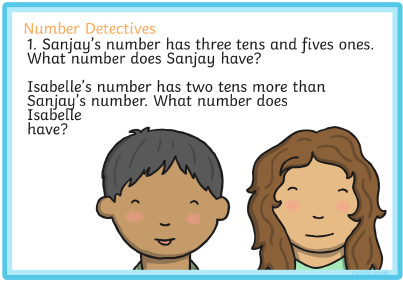 Number Detectives
1. Sanjay's number has three tens and fives ones.
What number does Sanjay have?
Isabelle's number has two tens more than
Sanjay's number. What number does
Isabelle
have?